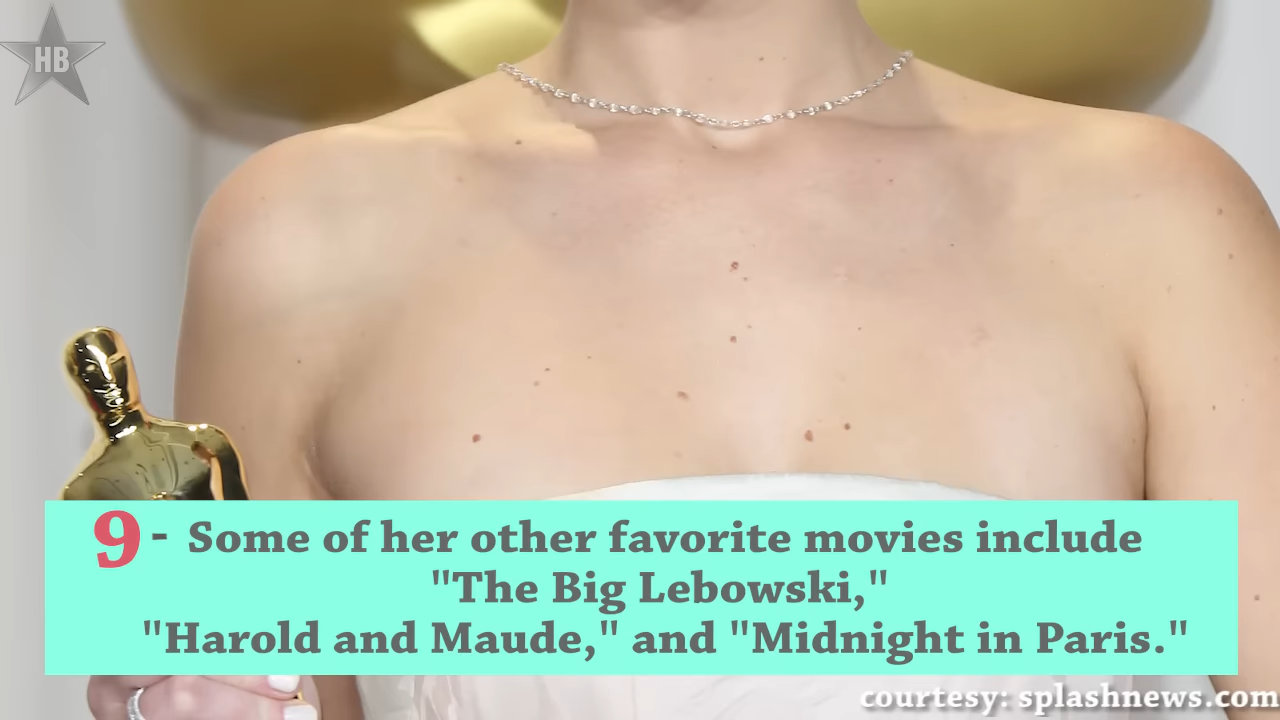 HB
9- Some of her other favorite movies include
"The Big Lebowski,"
"Harold and Maude," and "Midnight in Paris."
courtesy: splashnews.com